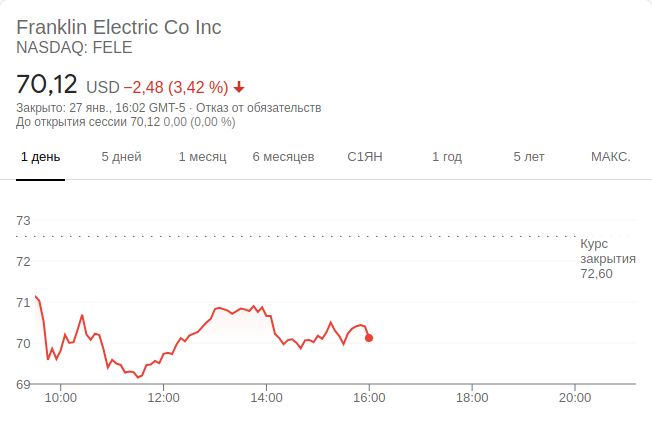 Franklin Electric Co Inc
NASDAQ: FELE
70,12 USD −2,48 (3,42 %)
Закрыто: 27 янв., 16:02 GMT-5 · Отказ от обязательств
До открытия сессии 70,12 0,00 (0,00 %)
1 день 5 дней 1 месяц 6 месяцев С1ЯН 1 год 5 лет МАКС.
73
Курс
закрытия
72,60
72
71
70
69
10:00 12:00 14:00 16:00 18:00 20:00